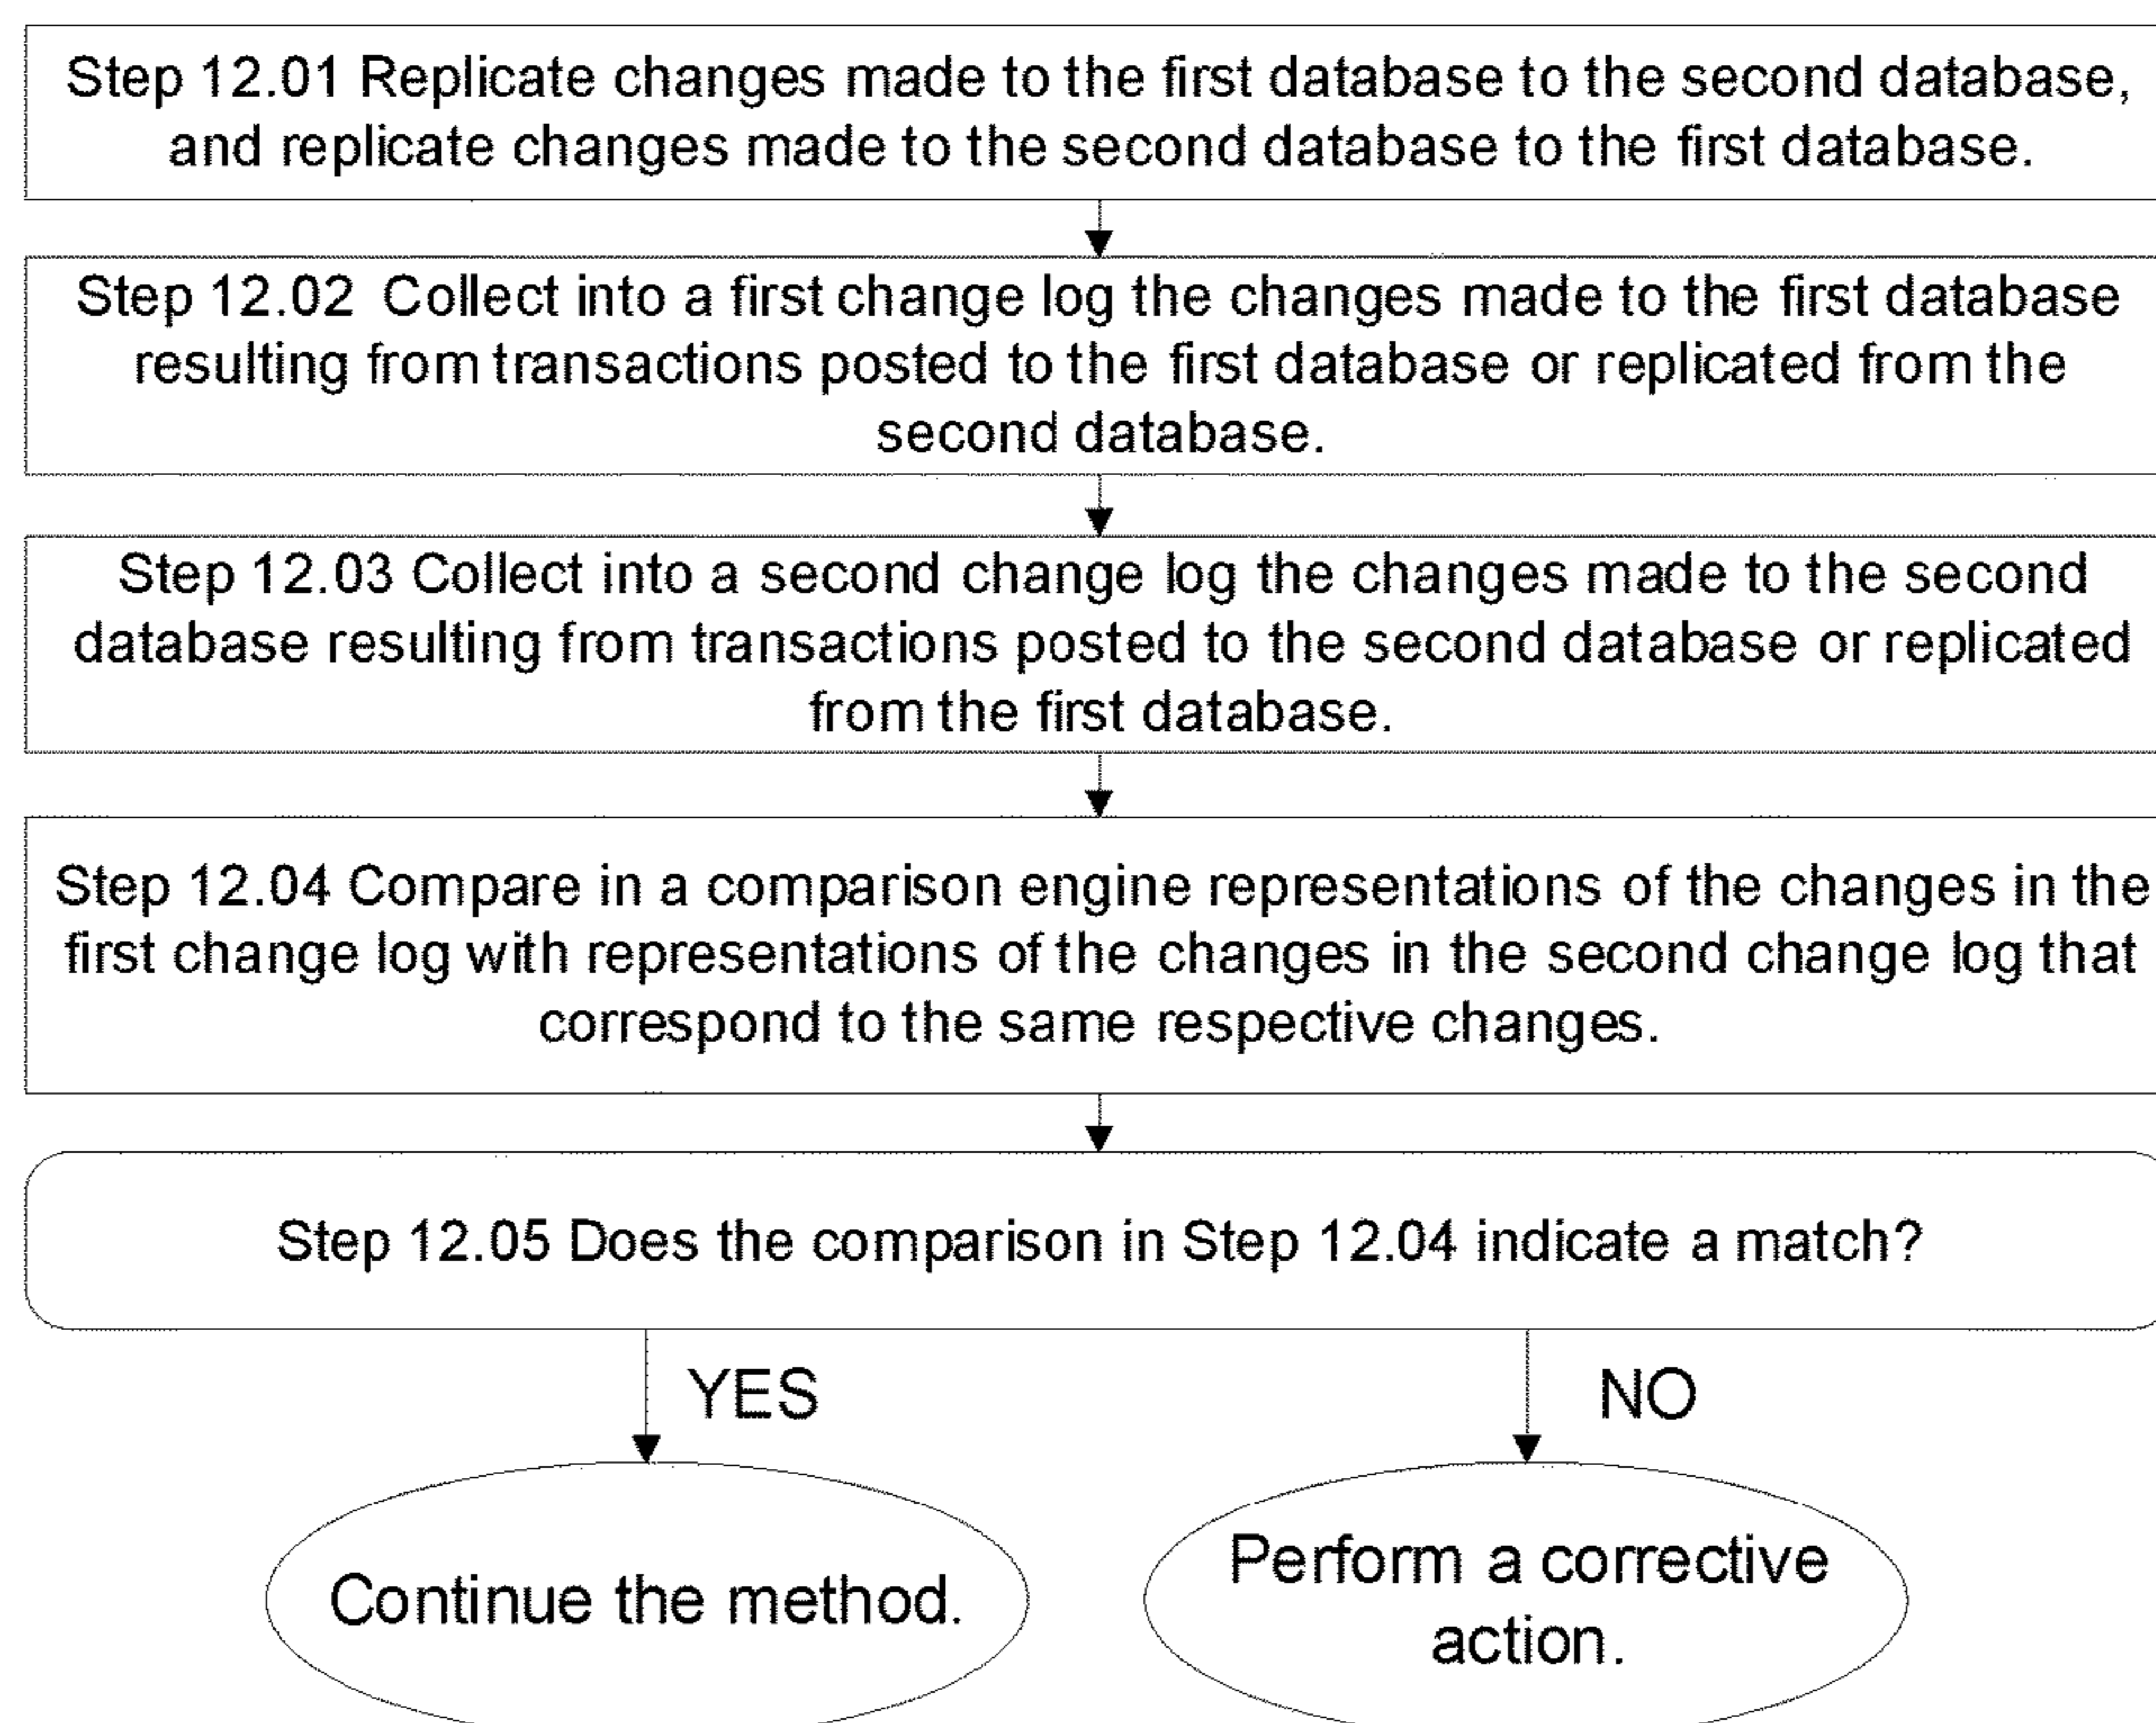 Step 12.01 Replicate changes made to the first database to the second database,
and replicate changes made to the second database to the first database.
Step 12.02 Collect into a first change log the changes made to the first database
resulting from transactions posted to the first database or replicated from the
second database.
Step 12.03 Collect into a second change log the changes made to the second
database resulting from transactions posted to the second database or replicated
from the first database.
Step 12.04 Compare in a comparison engine representations of the changes in the
first change log with representations of the changes in the second change log that
correspond to the same respective changes.
Step 12.05 Does the comparison in Step 12.04 indicate a match?
YES
NO
Continue the method.
Perform a corrective
action.